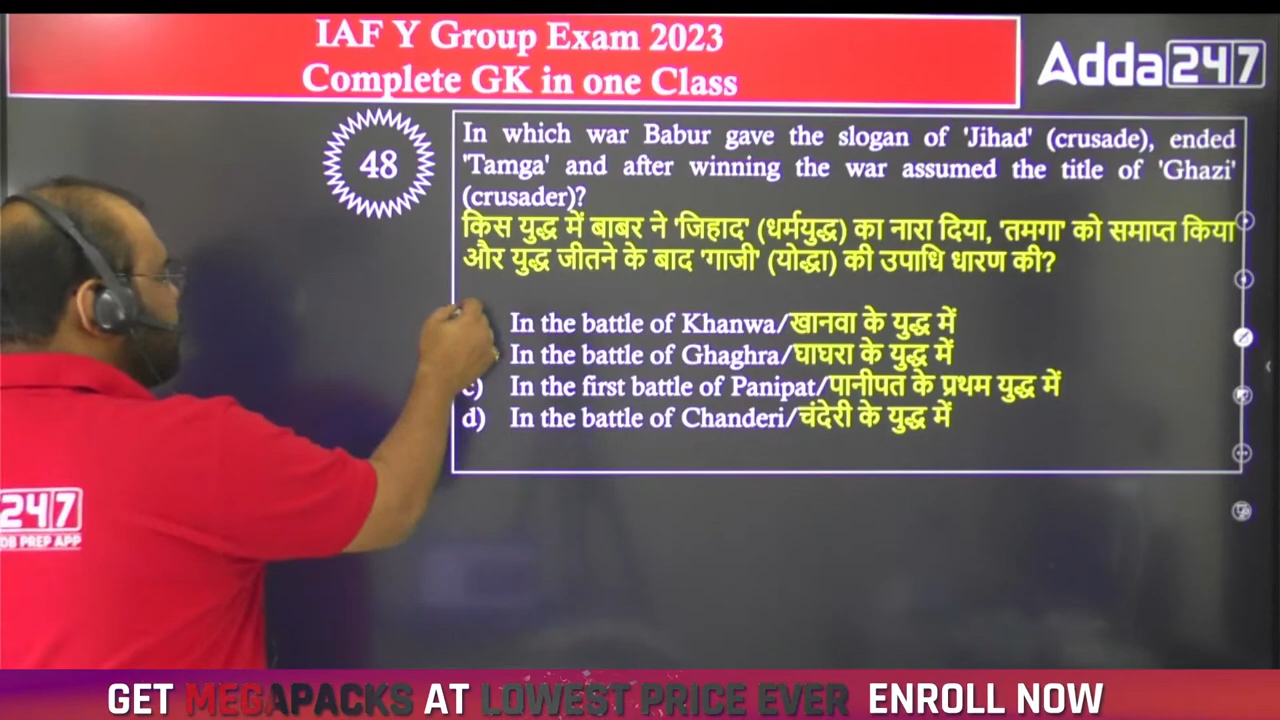 IAF Y Group Exam 2023
Complete GK in one Class
Adda247
48
In which war Babur gave the slogan of 'Jihad' (crusade), ended
'Tamga' and after winning the war assumed the title of 'Ghazi'
(crusader)?
किस युद्ध में बाबर ने 'जिहाद' (धर्मयुद्ध) का नारा दिया, 'तमगा' को समाप्त किया
और युद्ध जीतने के बाद 'गाजी' (योद्धा) की उपाधि धारण की?
In the battle of Khanwa/खानवा के युद्ध में
In the battle of Ghaghra/घाघरा के युद्ध में
c) In the first battle of Panipat/पानीपत के प्रथम युद्ध में
d) In the battle of Chanderi/चंदेरी के युद्ध में
247
PREP APP
GET MEGAPACKS AT LOWEST PRICE EVER ENROLL NOW